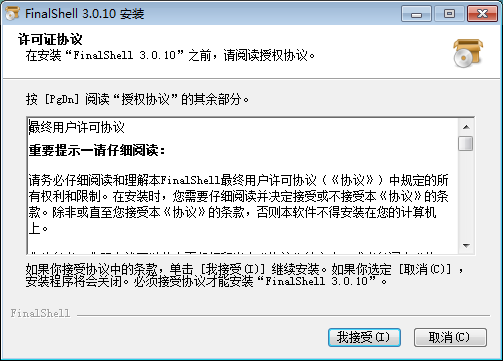 FinalShell 3.0.10 安装
许可证协议
在安装“FinalShell 3.0.10”之前,请阅读授权协议。
按 [PgDn] 阅读“授权协议”的其余部分。
最终用户许可协议
重要提示—请仔细阅读：
请务必仔细阅读和理解本FinalShell最终用户许可协议（《协议》）中规定的所
有权利和限制。在安装时，您需要仔细阅读并决定接受或不接受本《协议》的条
款。除非或直至您接受本《协议》的条款，否则本软件不得安装在您的计算机
上。
如果你接受协议中的条款，单击 [我接受(I)] 继续安装。如果你选定 [取消(C)] ，
安装程序将会关闭。必须接受协议才能安装“FinalShell 3.0.10”。
FinalShell
我接受(I)
取消(C)